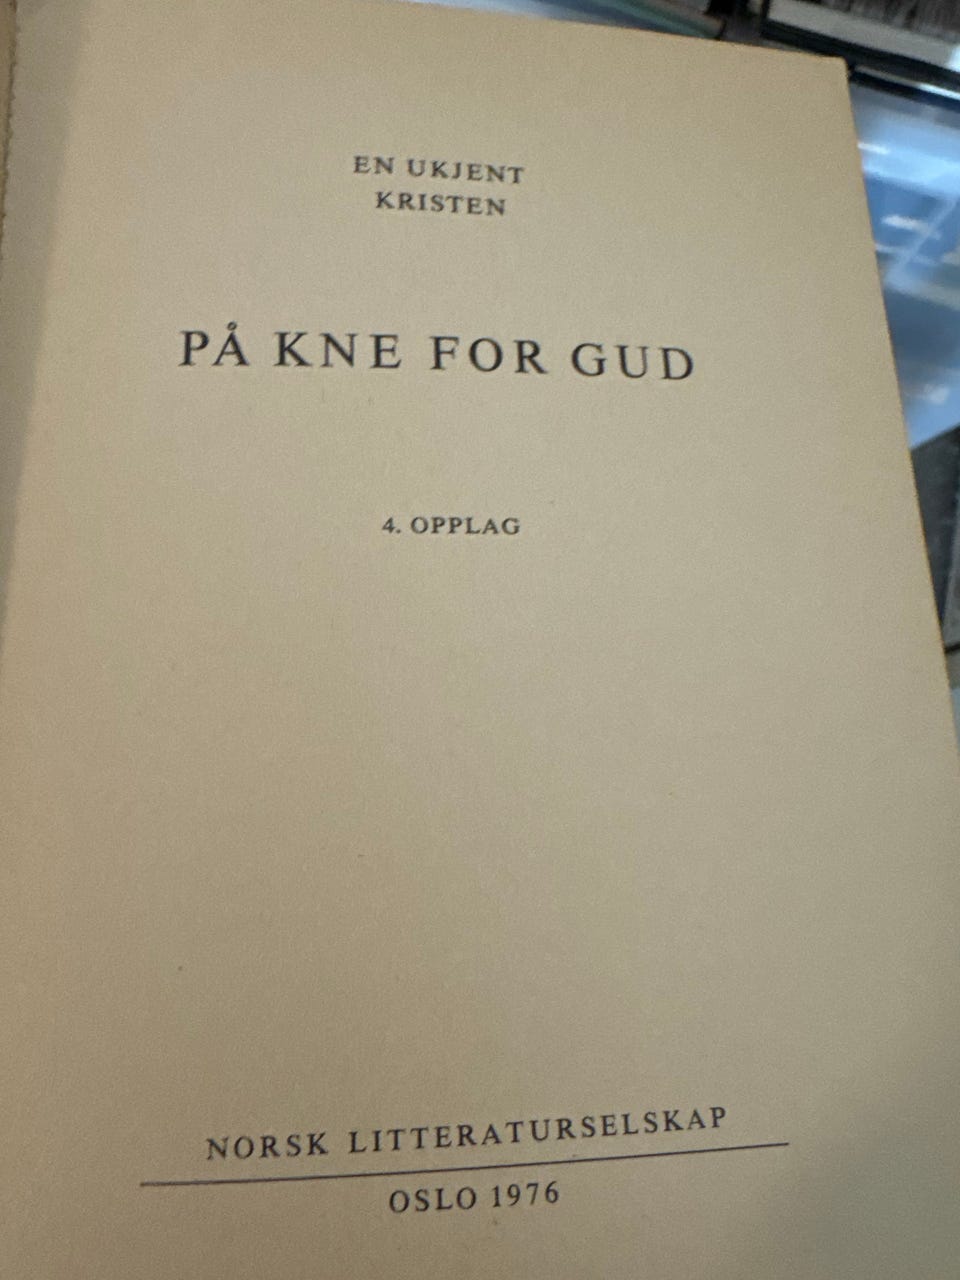 EN UKJENT
KRISTEN
PÅ KNE FOR GUD
4. OPPLAG
NORSK LITTERATURSELSKAP
OSLO 1976